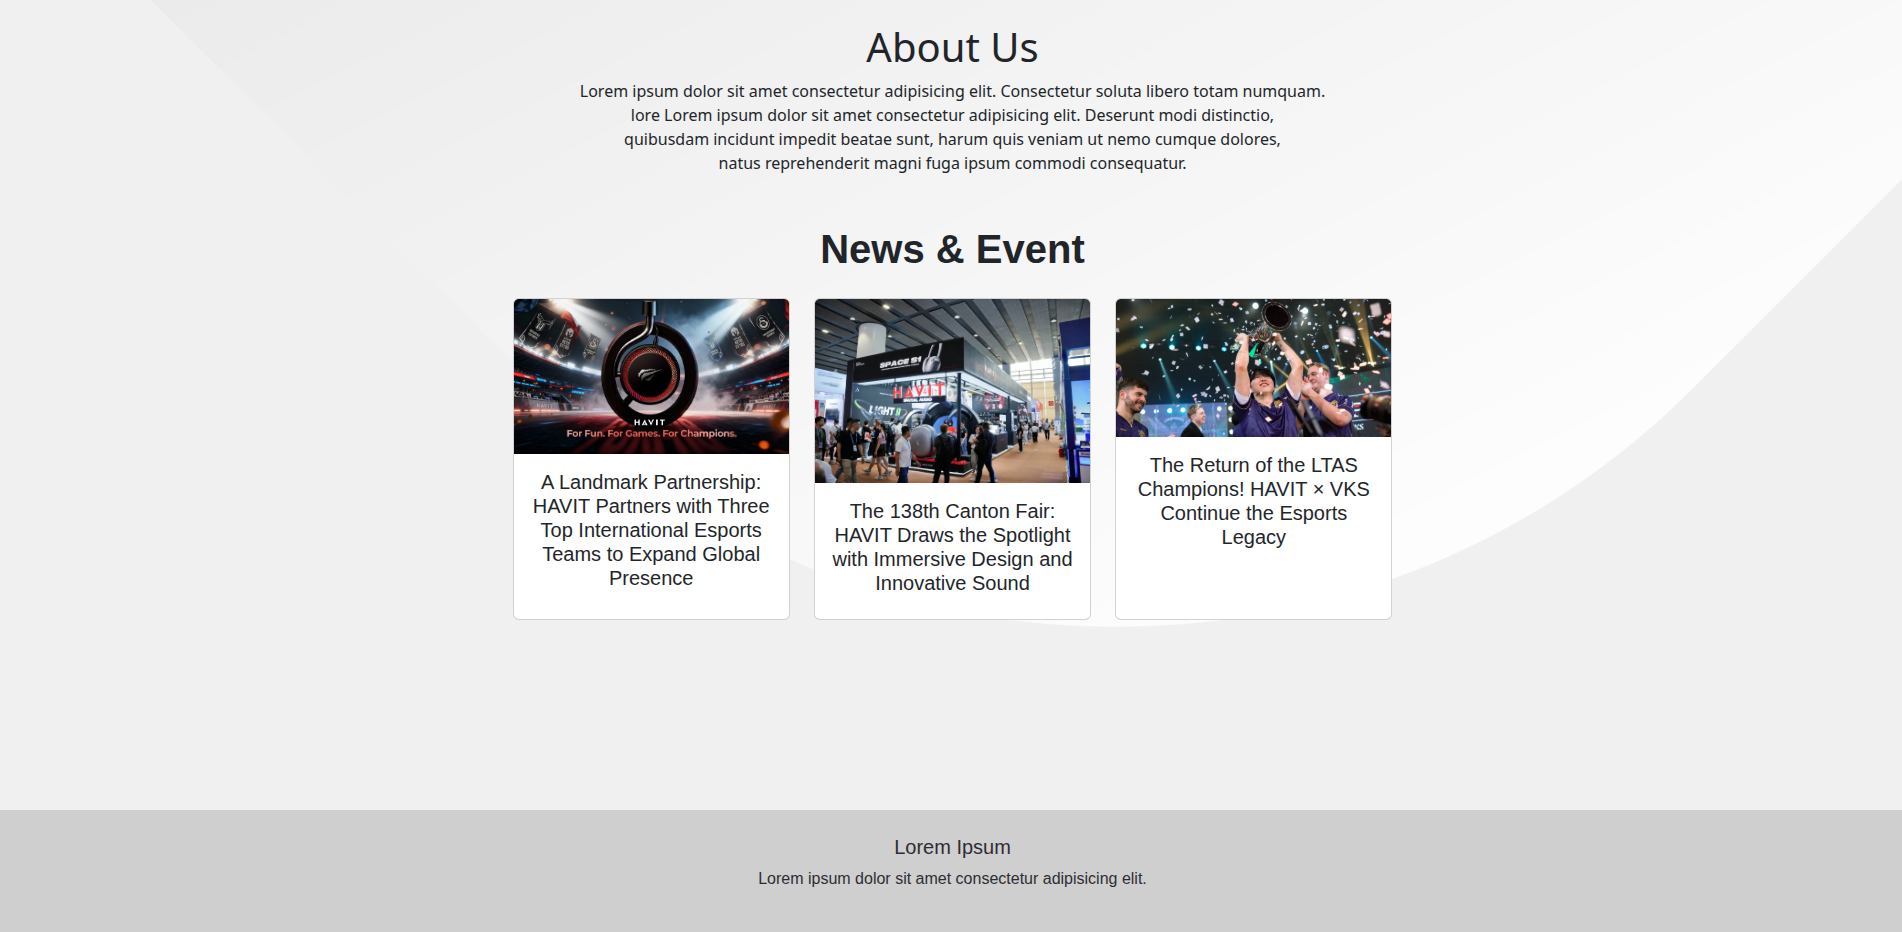 About Us
Lorem ipsum dolor sit amet consectetur adipisicing elit. Consectetur soluta libero totam numquam.
lore Lorem ipsum dolor sit amet consectetur adipisicing elit. Deserunt modi distinctio,
quibusdam incidunt impedit beatae sunt, harum quis veniam ut nemo cumque dolores,
natus reprehenderit magni fuga ipsum commodi consequatur.
News & Event
HAVIT
For Fun. For Games. For Champions.
SPACE S1
HAVIT
LIGHT
A Landmark Partnership:
HAVIT Partners with Three
Top International Esports
Teams to Expand Global
Presence
The 138th Canton Fair:
HAVIT Draws the Spotlight
with Immersive Design and
Innovative Sound
The Return of the LTAS
Champions! HAVIT × VKS
Continue the Esports
Legacy
Lorem Ipsum
Lorem ipsum dolor sit amet consectetur adipisicing elit.